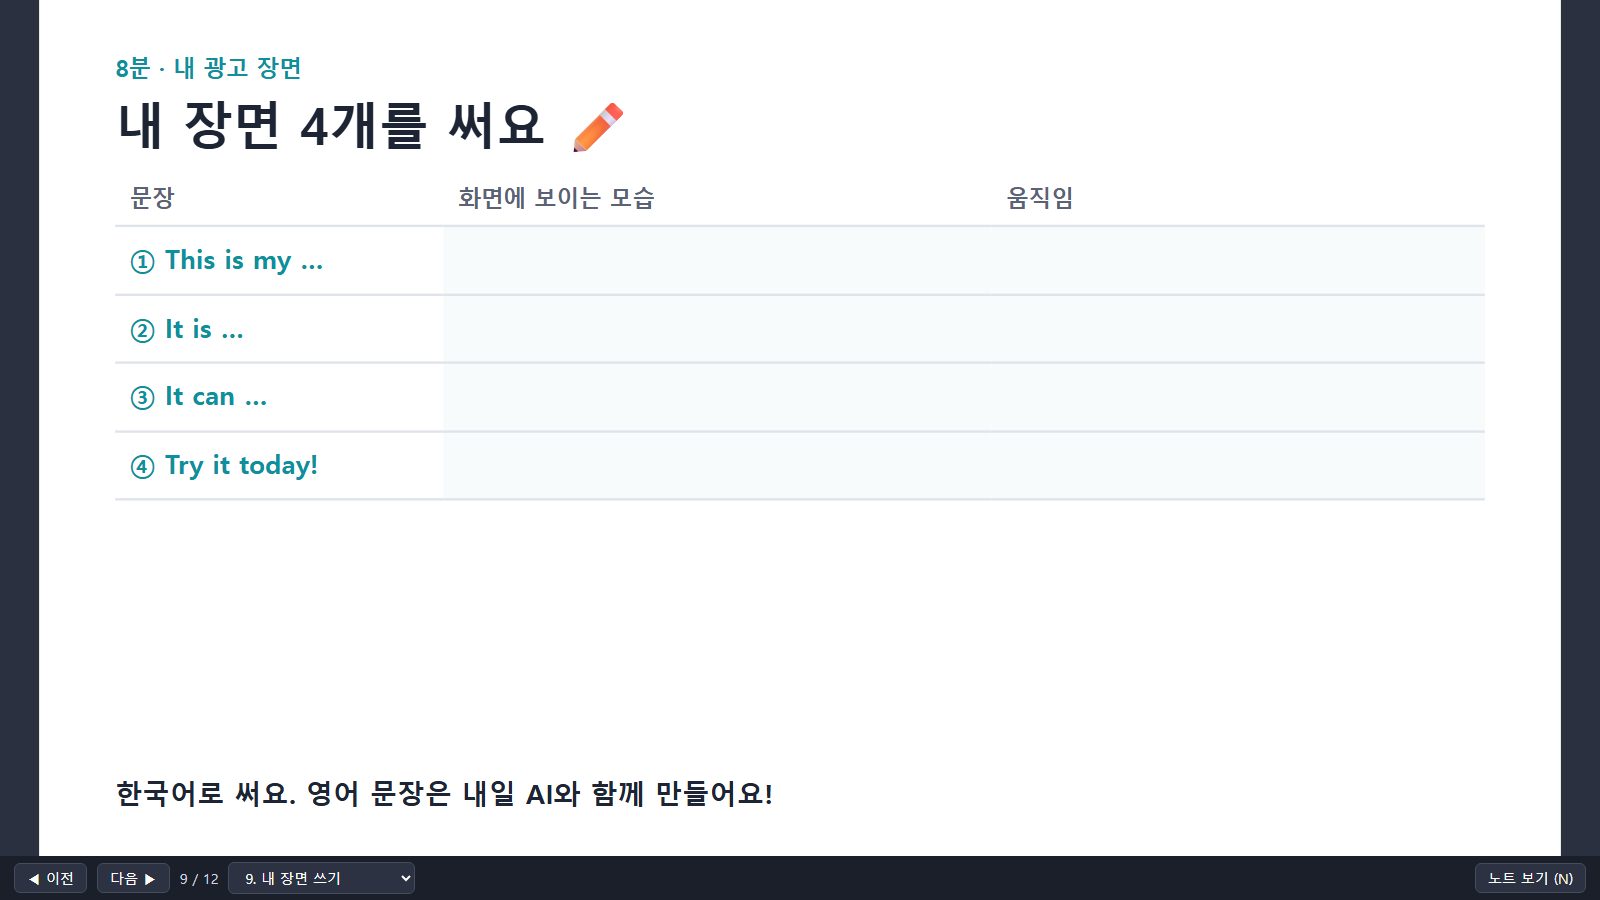 8분 · 내 광고 장면
내 장면 4개를 써요
문장 화면에 보이는 모습 움직임
① This is my ...
② It is ...
③ It can ...
④ Try it today!
한국어로 써요. 영어 문장은 내일 AI와 함께 만들어요!
◀ 이전 다음 ▶ 9 / 12 9. 내 장면 쓰기 노트 보기 (N)